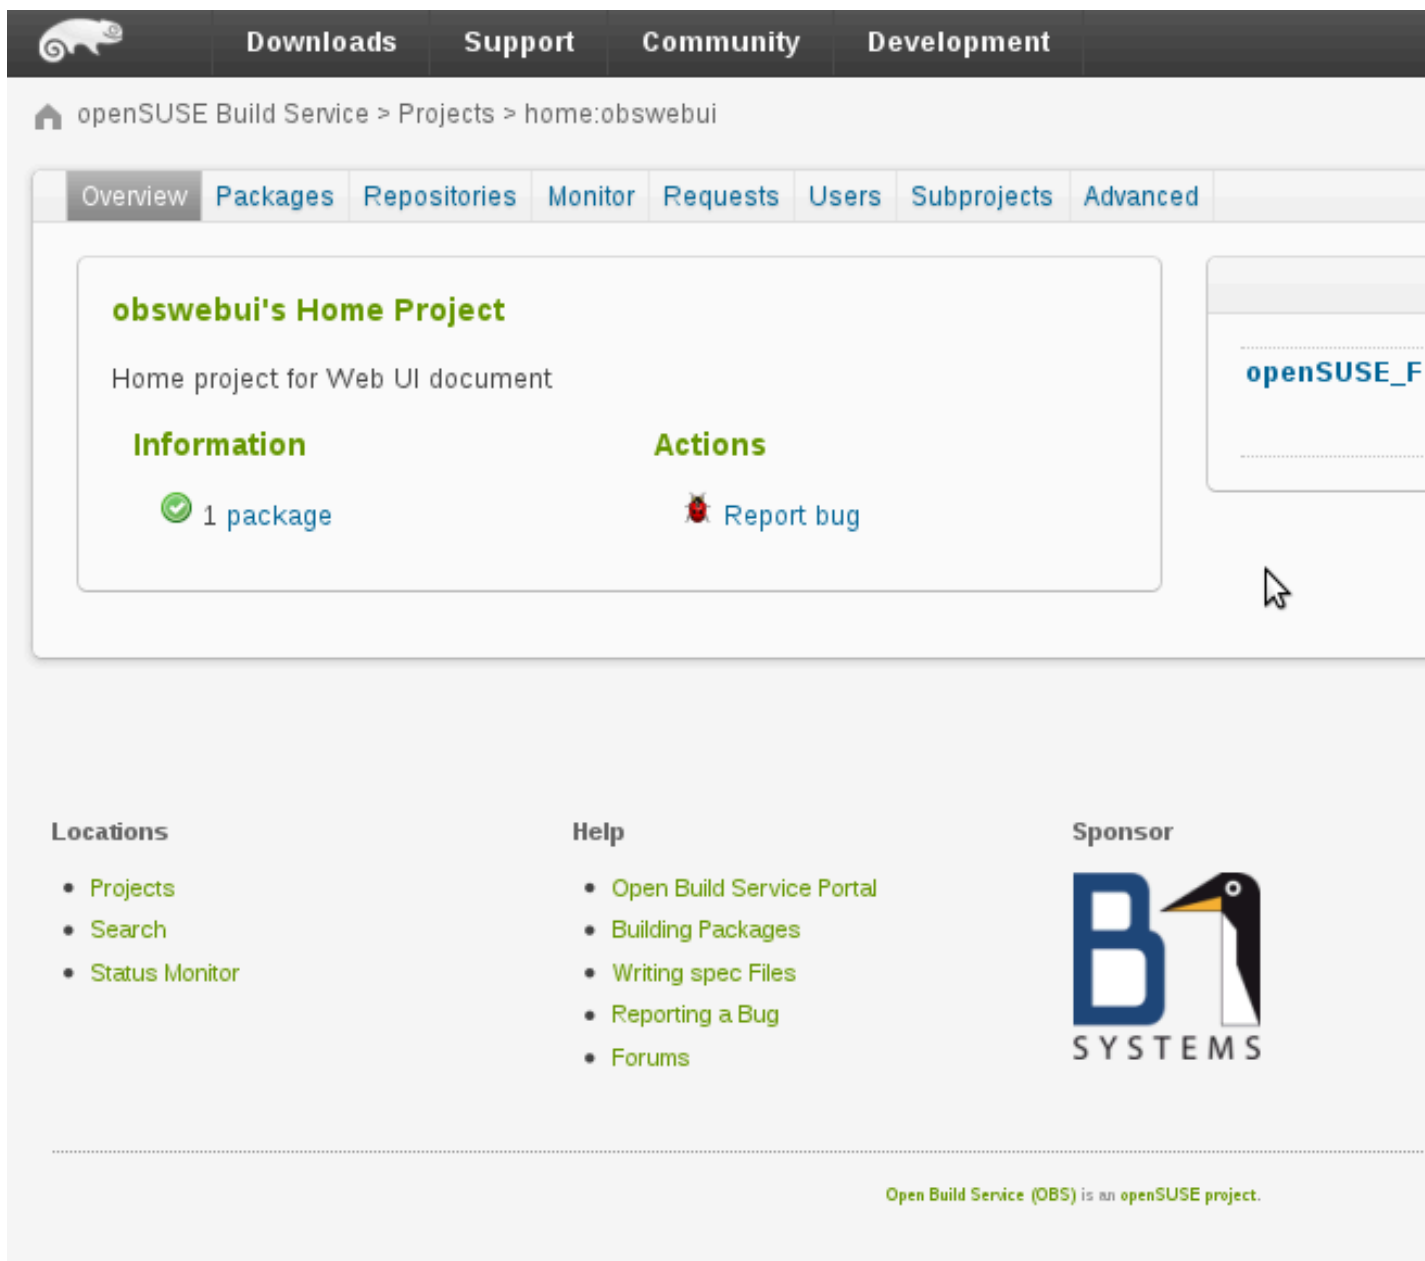 Downloads Support Community Development
openSUSE Build Service > Projects > home:obswebui
Overview Packages Repositories Monitor Requests Users Subprojects Advanced
obswebui's Home Project
Home project for Web UI document
openSUSE_F
Information Actions
1 package Report bug
Locations
Projects
Search
Status Monitor
Help
Open Build Service Portal
Building Packages
Writing spec Files
Reporting a Bug
Forums
Sponsor
B1
SYSTEMS
Open Build Service (OBS) is an openSUSE project.